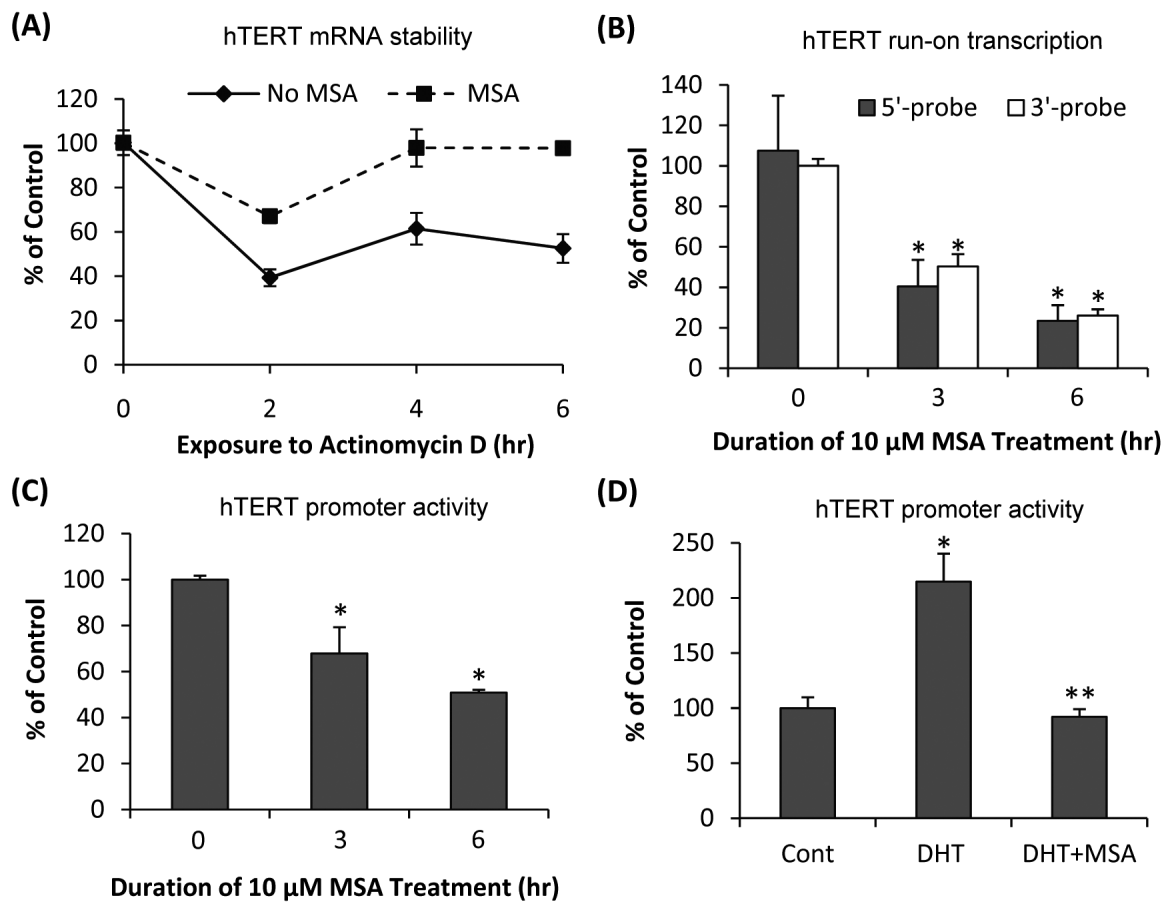 (A)
hTERT mRNA stability
No MSA
MSA
% of Control
120
100
80
60
40
20
0
0 2 4 6
Exposure to Actinomycin D (hr)
(B)
hTERT run-on transcription
5'-probe
3'-probe
% of Control
140
120
100
80
60
40
20
0
* *
* *
0 3 6
Duration of 10 µM MSA Treatment (hr)
(C)
hTERT promoter activity
% of Control
120
100
80
60
40
20
0
*
*
0 3 6
Duration of 10 µM MSA Treatment (hr)
(D)
hTERT promoter activity
% of Control
250
200
150
100
50
0
*
**
Cont DHT DHT+MSA